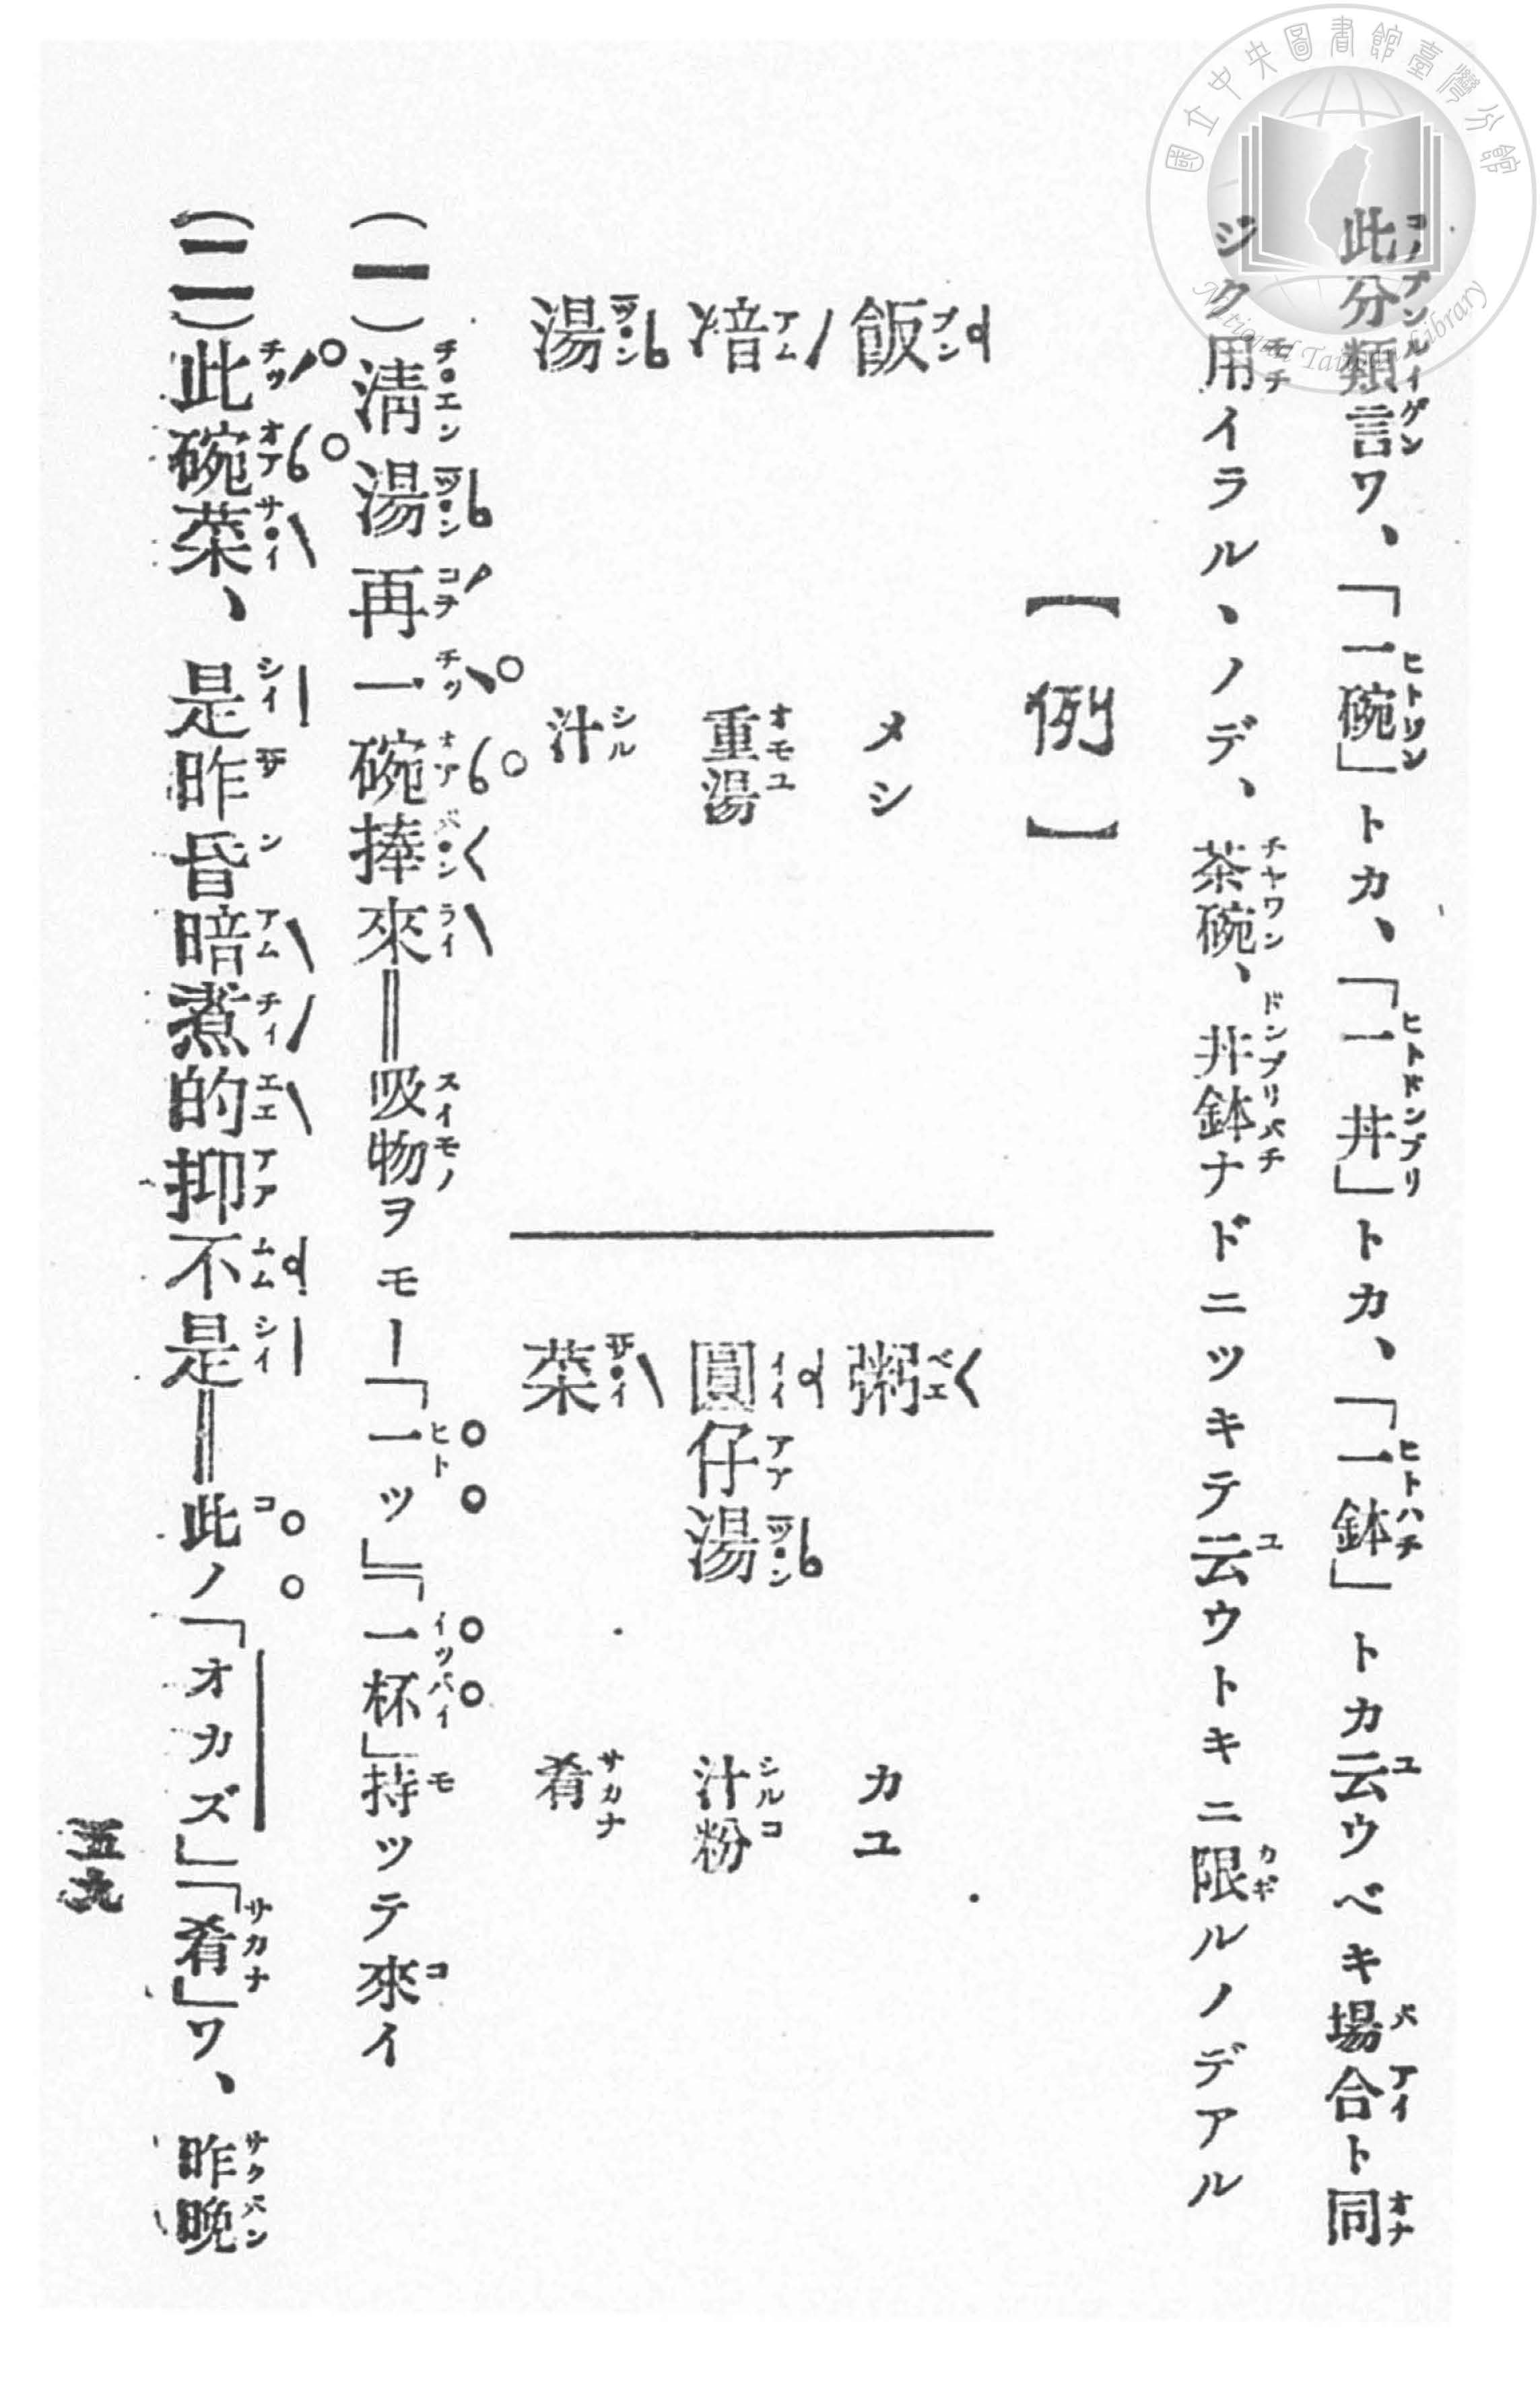 此分類言ワ、「一碗」トカ、「一丼」トカ、「一鉢」トカ云ウベキ場合ト同
ジク用イラル、ノデ、茶碗、丼鉢ナドニツキテ云ウトキニ限ルノデアル
【例】
飯 メシ
湆 重湯
湯 汁
粥 カユ
圓仔湯 汁粉
菜 肴
(一)淸湯再一碗捧來＝吸物ヲモー「一ツ」「一杯」持ッテ來イ
(二)此碗菜、是昨昏暗煮的抑不是＝此ノ「オカズ」「肴」ワ、昨晩
五九
國立中央圖書館臺灣分館
National Taiwan Library